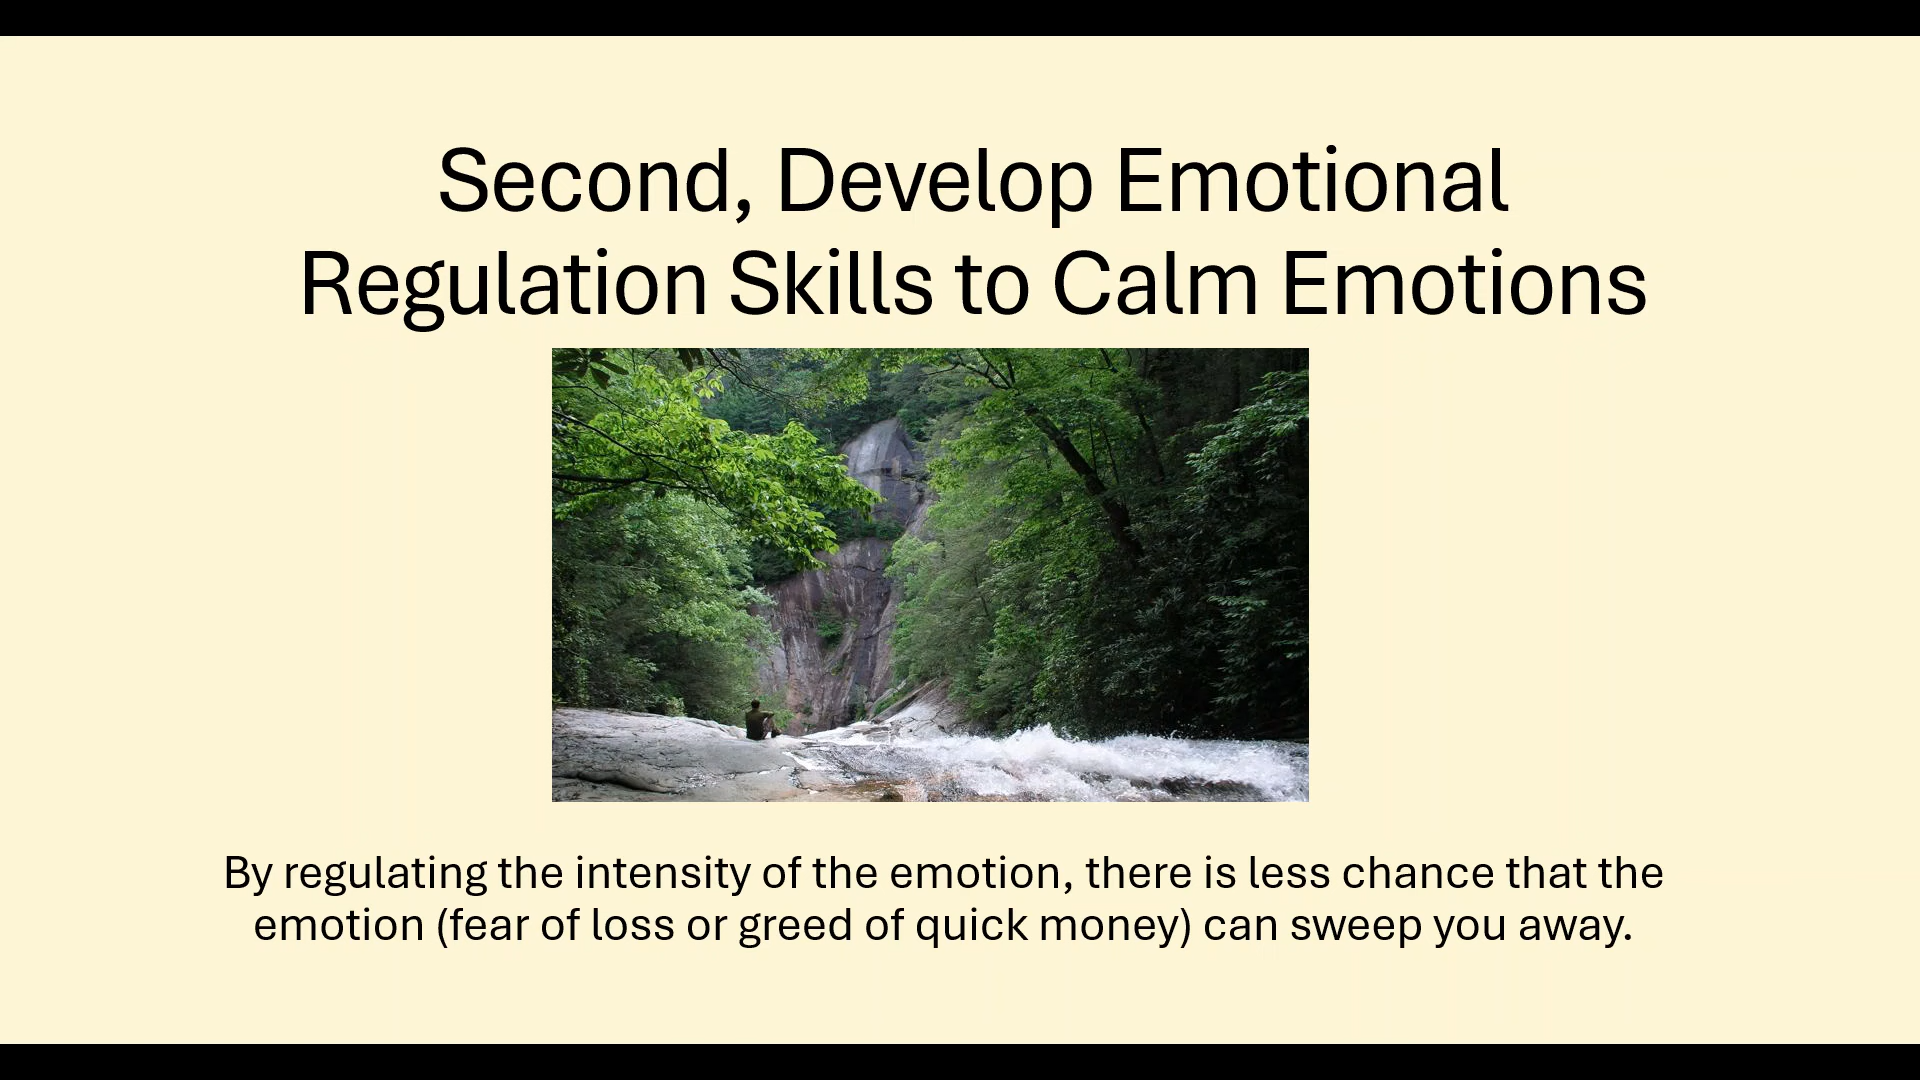 Second, Develop Emotional
Regulation Skills to Calm Emotions
By regulating the intensity of the emotion, there is less chance that the
emotion (fear of loss or greed of quick money) can sweep you away.